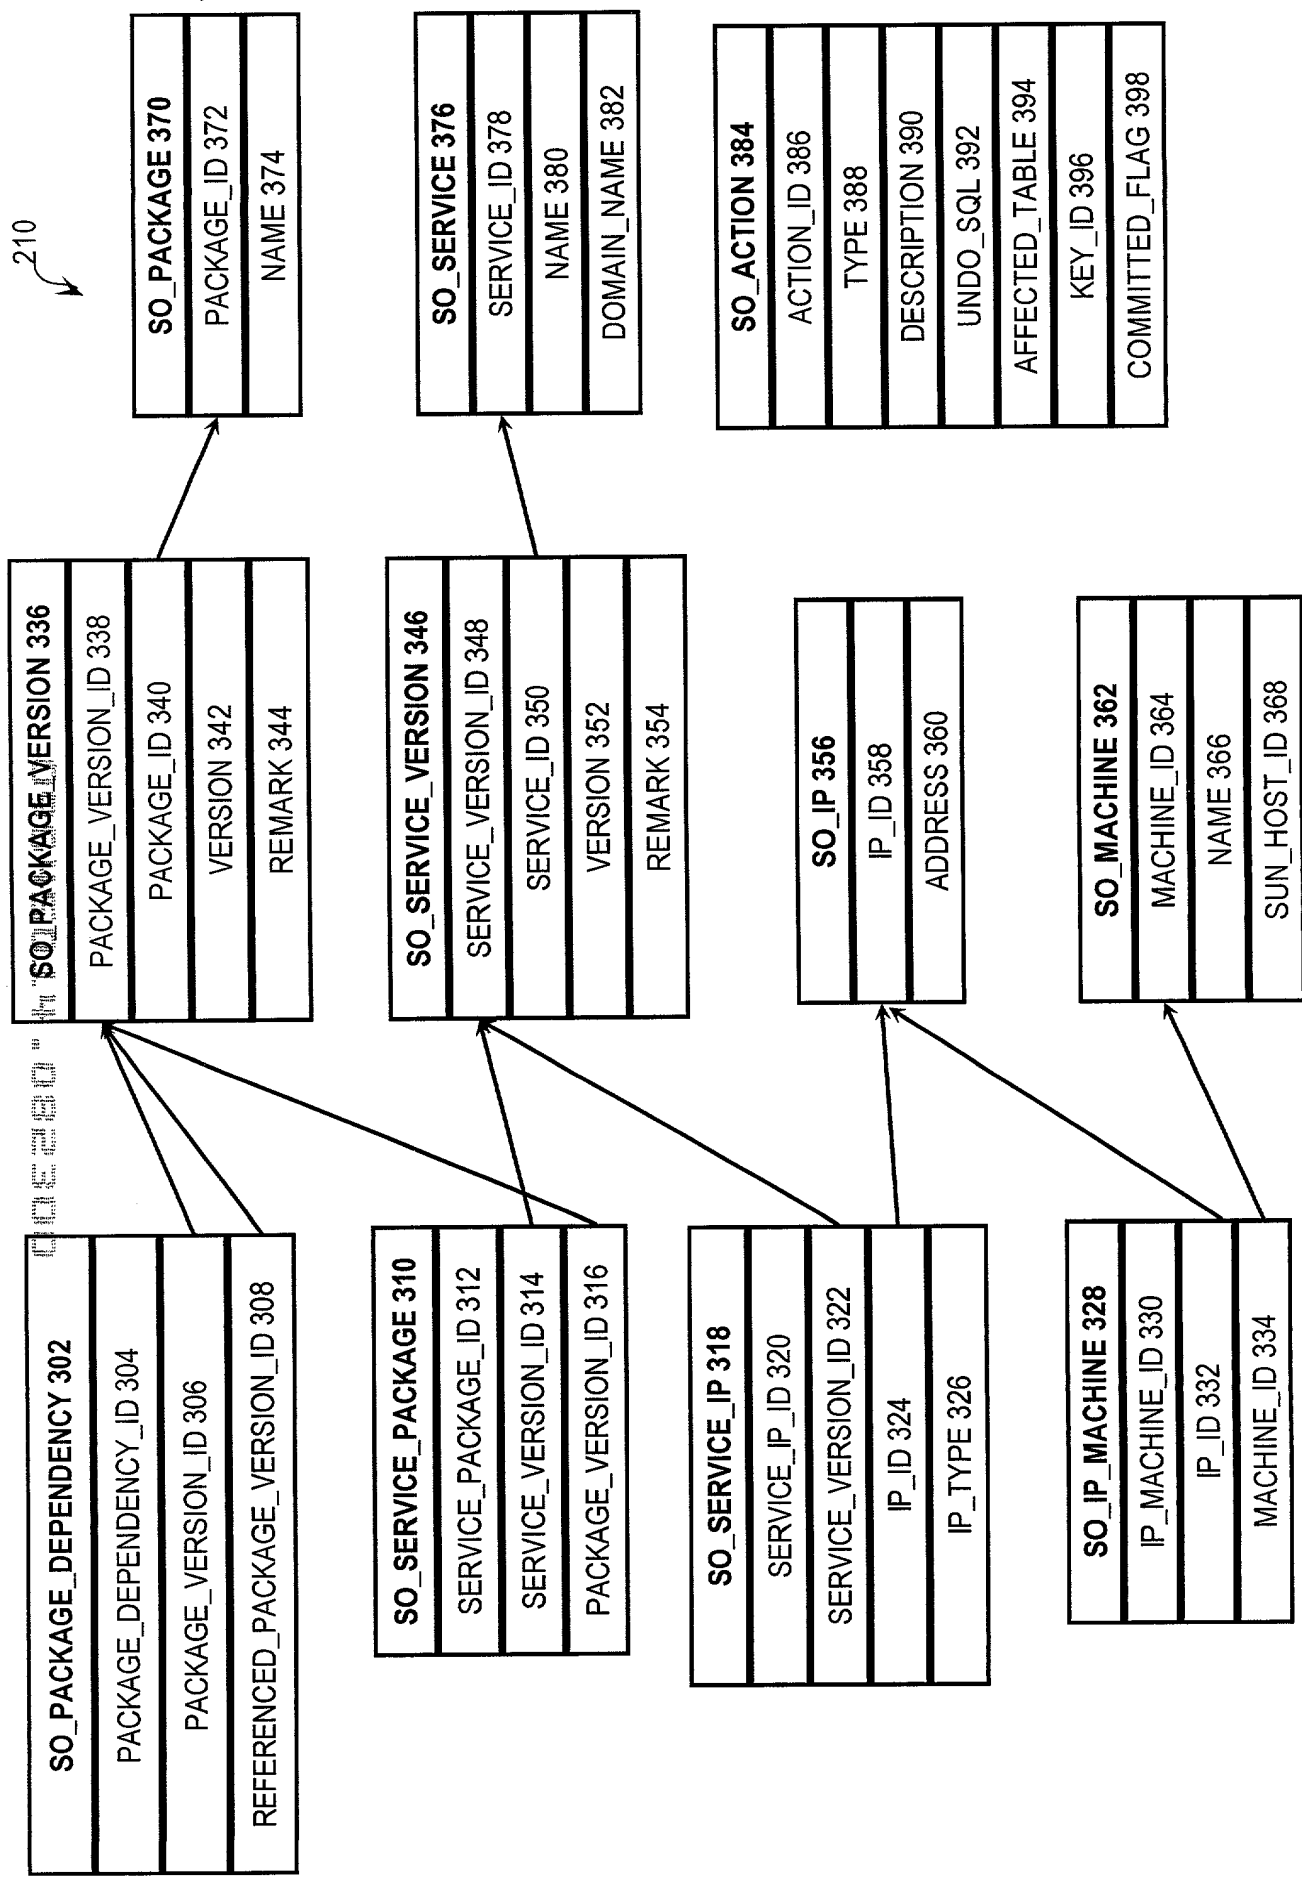 210
SO_PACKAGE_DEPENDENCY 302
PACKAGE_DEPENDENCY_ID 304
PACKAGE_VERSION_ID 306
REFERENCED_PACKAGE_VERSION_ID 308
SO_SERVICE_PACKAGE 310
SERVICE_PACKAGE_ID 312
SERVICE_VERSION_ID 314
PACKAGE_VERSION_ID 316
SO_SERVICE_IP 318
SERVICE_IP_ID 320
SERVICE_VERSION_ID 322
IP_ID 324
IP_TYPE 326
SO_IP_MACHINE 328
IP_MACHINE_ID 330
IP_ID 332
MACHINE_ID 334
SO_PACKAGE_VERSION 336
PACKAGE_VERSION_ID 338
PACKAGE_ID 340
VERSION 342
REMARK 344
SO_SERVICE_VERSION 346
SERVICE_VERSION_ID 348
SERVICE_ID 350
VERSION 352
REMARK 354
SO_IP 356
IP_ID 358
ADDRESS 360
SO_MACHINE 362
MACHINE_ID 364
NAME 366
SUN_HOST_ID 368
SO_PACKAGE 370
PACKAGE_ID 372
NAME 374
SO_SERVICE 376
SERVICE_ID 378
NAME 380
DOMAIN_NAME 382
SO_ACTION 384
ACTION_ID 386
TYPE 388
DESCRIPTION 390
UNDO_SQL 392
AFFECTED_TABLE 394
KEY_ID 396
COMMITTED_FLAG 398